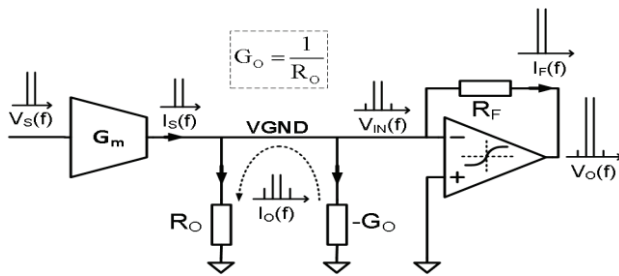 G_O = 1/R_O
I_F(f)
V_S(f)
I_S(f)
V_IN(f)
R_F
G_m
VGND
−
+
V_O(f)
I_O(f)
R_O
-G_O